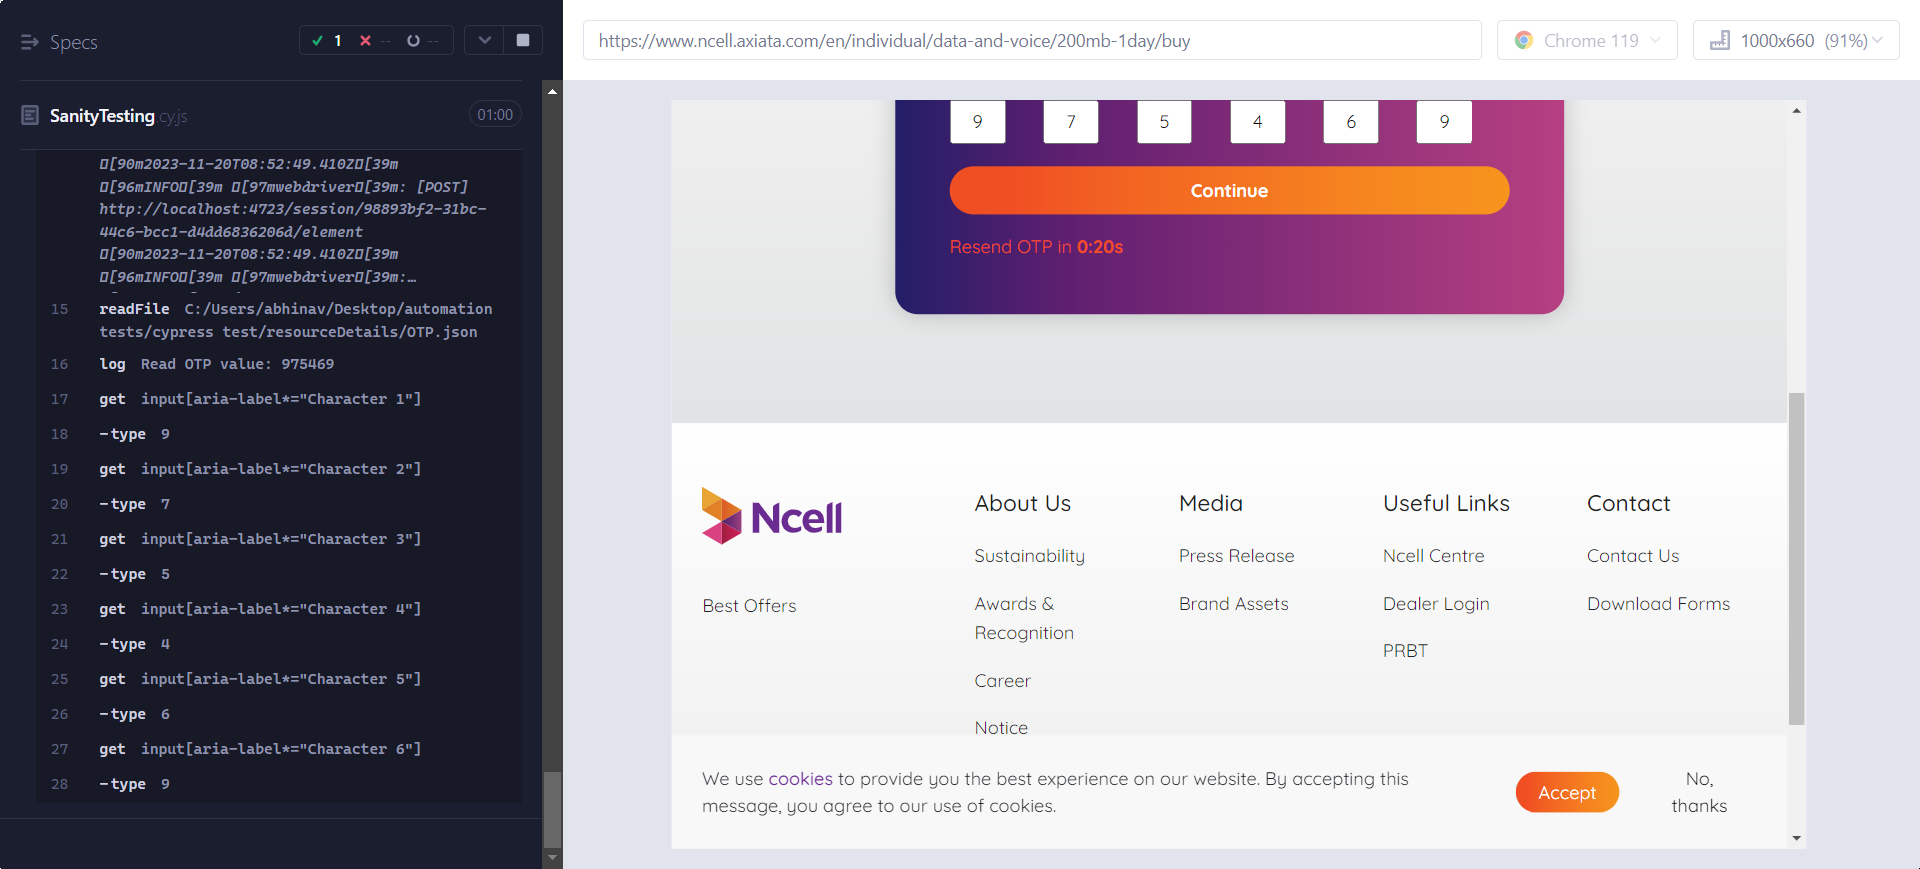 Specs
1
--
--
SanityTesting.cy.js
01:00
[90m2023-11-20T08:52:49.410Z[39m
[96mINFO[39m [97mwebdriver[39m: [POST]
http://localhost:4723/session/98893bf2-31bc-
44c6-bcc1-d4dd6836206d/element
[90m2023-11-20T08:52:49.410Z[39m
[96mINFO[39m [97mwebdriver[39m:…
15 readFile C:/Users/abhinav/Desktop/automation
tests/cypress test/resourceDetails/OTP.json
16 log Read OTP value: 975469
17 get input[aria-label*="Character 1"]
18 -type 9
19 get input[aria-label*="Character 2"]
20 -type 7
21 get input[aria-label*="Character 3"]
22 -type 5
23 get input[aria-label*="Character 4"]
24 -type 4
25 get input[aria-label*="Character 5"]
26 -type 6
27 get input[aria-label*="Character 6"]
28 -type 9
https://www.ncell.axiata.com/en/individual/data-and-voice/200mb-1day/buy
Chrome 119
1000x660 (91%)
9 7 5 4 6 9
Continue
Resend OTP in 0:20s
Ncell
Best Offers
About Us
Sustainability
Awards &
Recognition
Career
Notice
Media
Press Release
Brand Assets
Useful Links
Ncell Centre
Dealer Login
PRBT
Contact
Contact Us
Download Forms
We use cookies to provide you the best experience on our website. By accepting this
message, you agree to our use of cookies.
Accept
No,
thanks